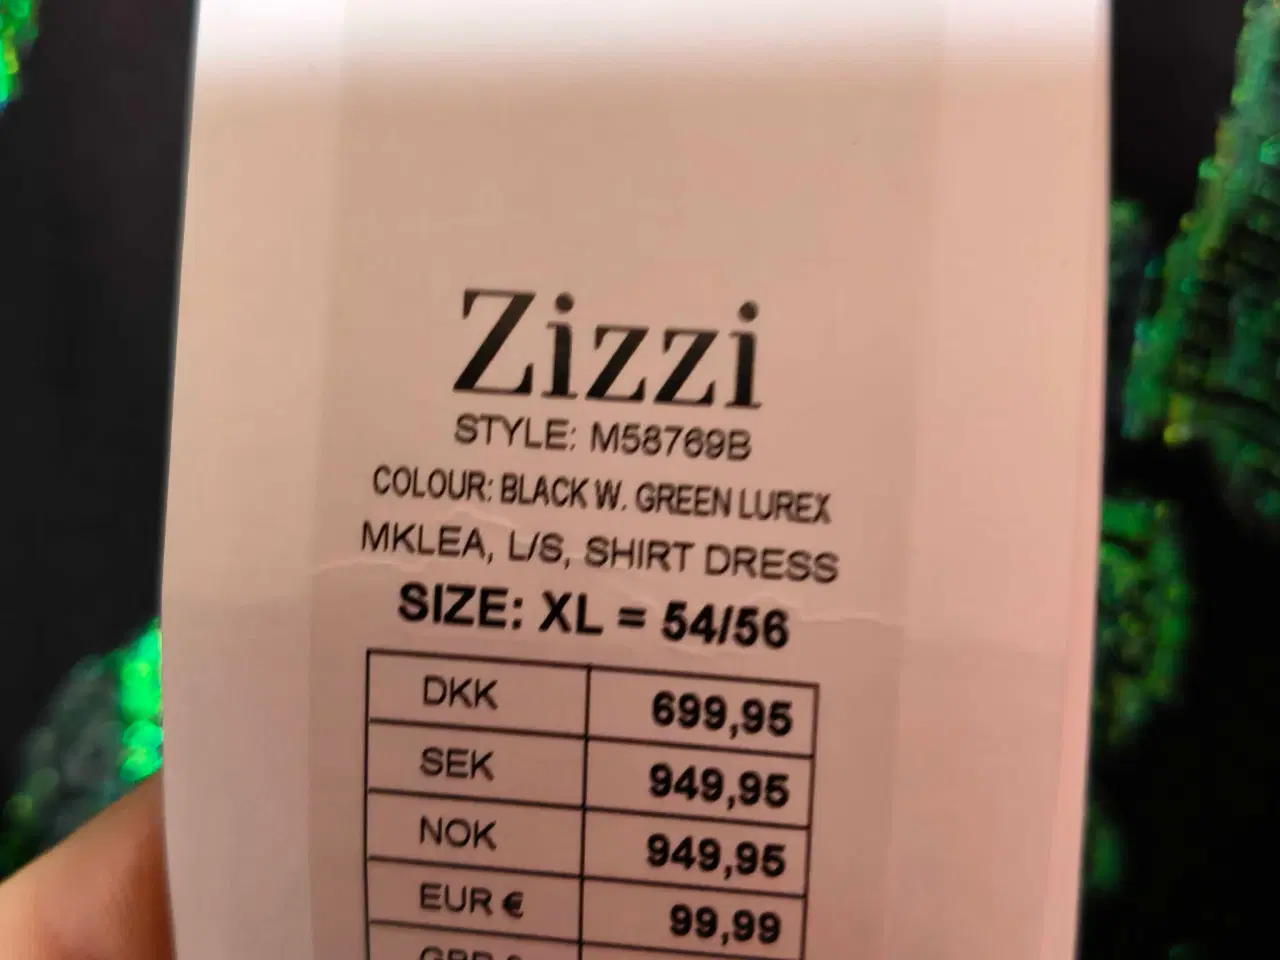 Zizzi
STYLE: M58769B
COLOUR: BLACK W. GREEN LUREX
MKLEA, L/S, SHIRT DRESS
SIZE: XL = 54/56
DKK 699,95
SEK 949,95
NOK 949,95
EUR € 99,99